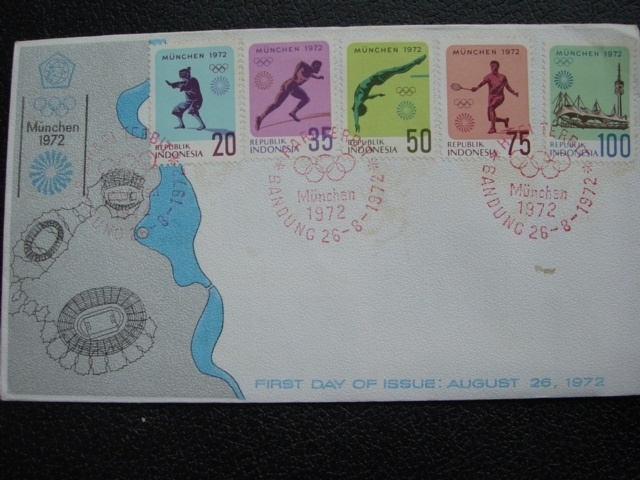 MÜNCHEN 1972
20
REPUBLIK
INDONESIA
MÜNCHEN 1972
35
REPUBLIK
INDONESIA
MÜNCHEN 1972
50
REPUBLIK
INDONESIA
MÜNCHEN 1972
75
REPUBLIK
INDONESIA
MÜNCHEN 1972
100
REPUBLIK
INDONESIA
München
1972
8-1972
München
1972
BANDUNG 26-8-1972
München
1972
BANDUNG 26-8-1972
FIRST DAY OF ISSUE: AUGUST 26, 1972